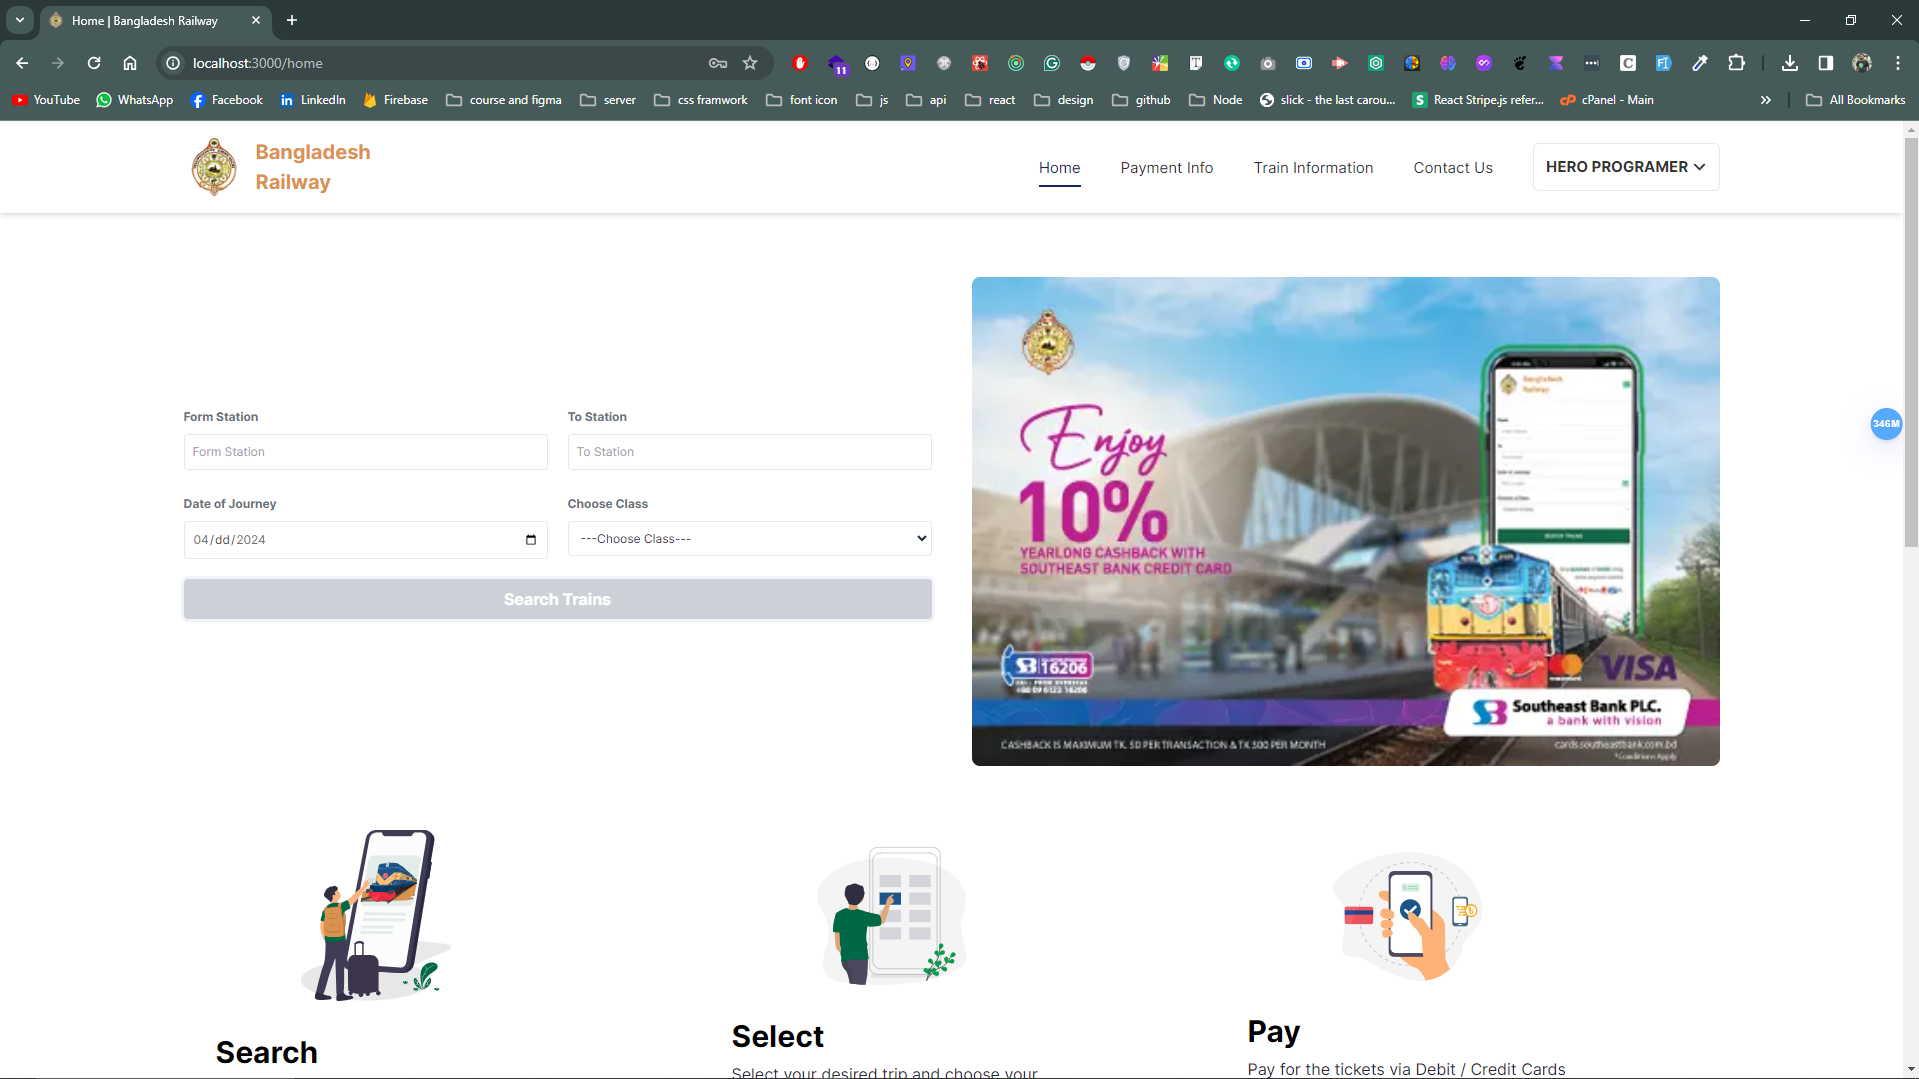 Home | Bangladesh Railway
localhost:3000/home
11
YouTube WhatsApp Facebook LinkedIn Firebase course and figma server css framwork font icon js api react design github Node slick - the last carou... React Stripe.js refer... cPanel - Main All Bookmarks
Bangladesh
Railway
Home Payment Info Train Information Contact Us HERO PROGRAMER
Form Station To Station
Form Station To Station
Date of Journey Choose Class
04/dd/2024 ---Choose Class---
Search Trains
Enjoy
10%
YEARLONG CASHBACK WITH
SOUTHEAST BANK CREDIT CARD
Bangladesh
Railway
16206
VISA
Southeast Bank PLC.
a bank with vision
CASHBACK IS MAXIMUM TK. 50 PER TRANSACTION & TK 300 PER MONTH
cards.southeastbank.com.bd
*Conditions Apply
346M
Search
Select
Select your desired trip and choose your
Pay
Pay for the tickets via Debit / Credit Cards